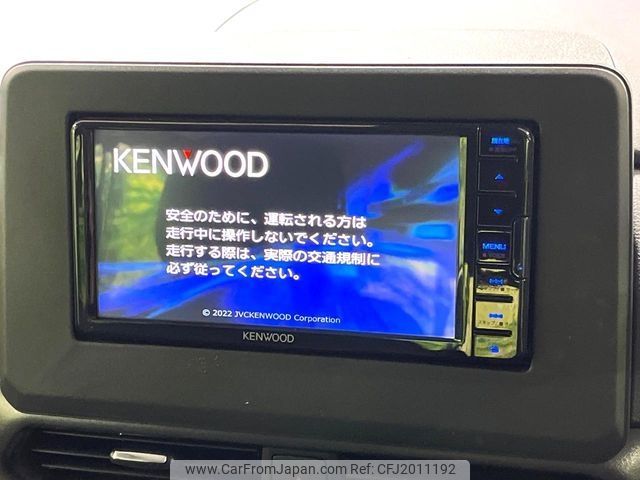 KENWOOD
現在地
安全のために、運転される方は
走行中に操作しないでください。
走行する際は、実際の交通規制に
必ず従ってください。
MENU
© 2022 JVCKENWOOD Corporation
KENWOOD
www.CarFromJapan.com | Ref:CFJ2011192